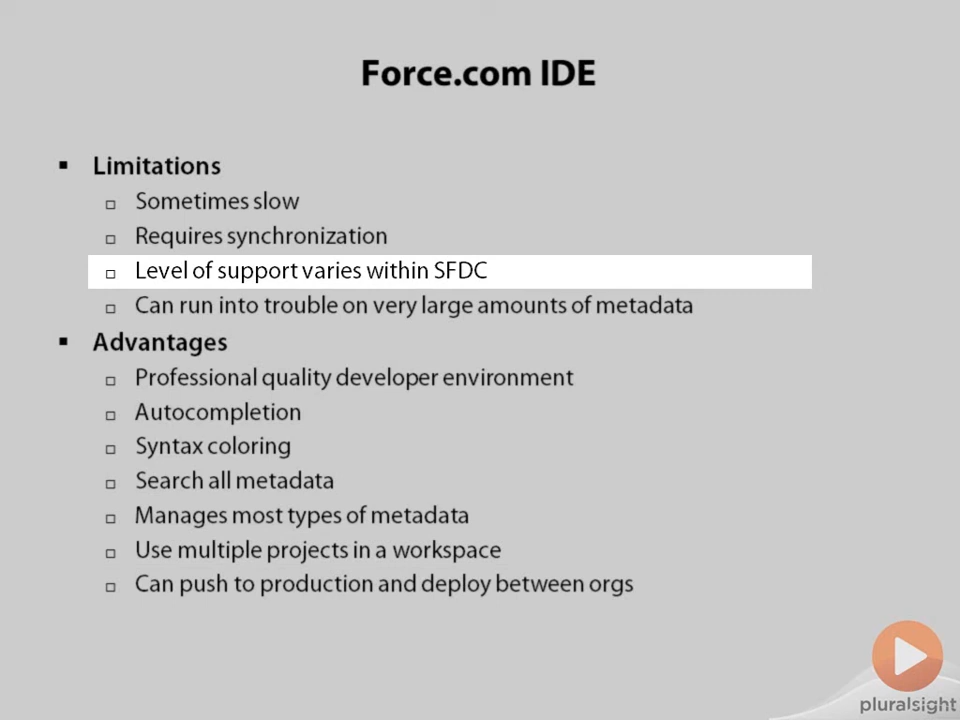 Force.com IDE
Limitations
Sometimes slow
Requires synchronization
Level of support varies within SFDC
Can run into trouble on very large amounts of metadata
Advantages
Professional quality developer environment
Autocompletion
Syntax coloring
Search all metadata
Manages most types of metadata
Use multiple projects in a workspace
Can push to production and deploy between orgs
pluralsight